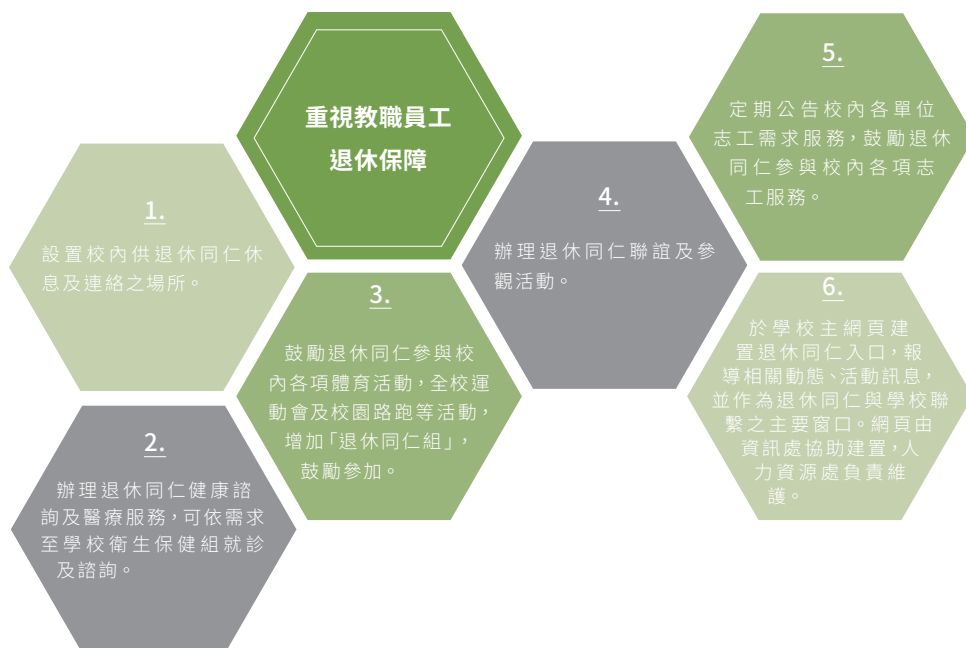 重視教職員工
退休保障
1.
設置校內供退休同仁休
息及連絡之場所。
2.
辦理退休同仁健康諮
詢及醫療服務,可依需求
至學校衛生保健組就診
及諮詢。
3.
鼓勵退休同仁參與校
內各項體育活動,全校運
動會及校園路跑等活動,
增加「退休同仁組」,
鼓勵參加。
4.
辦理退休同仁聯誼及參
觀活動。
5.
定期公告校內各單位
志工需求服務,鼓勵退休
同仁參與校內各項志
工服務。
6.
於學校主網頁建
置退休同仁入口,報
導相關動態、活動訊息,
並作為退休同仁與學校聯
繫之主要窗口。網頁由
資訊處協助建置,人
力資源處負責維
護。